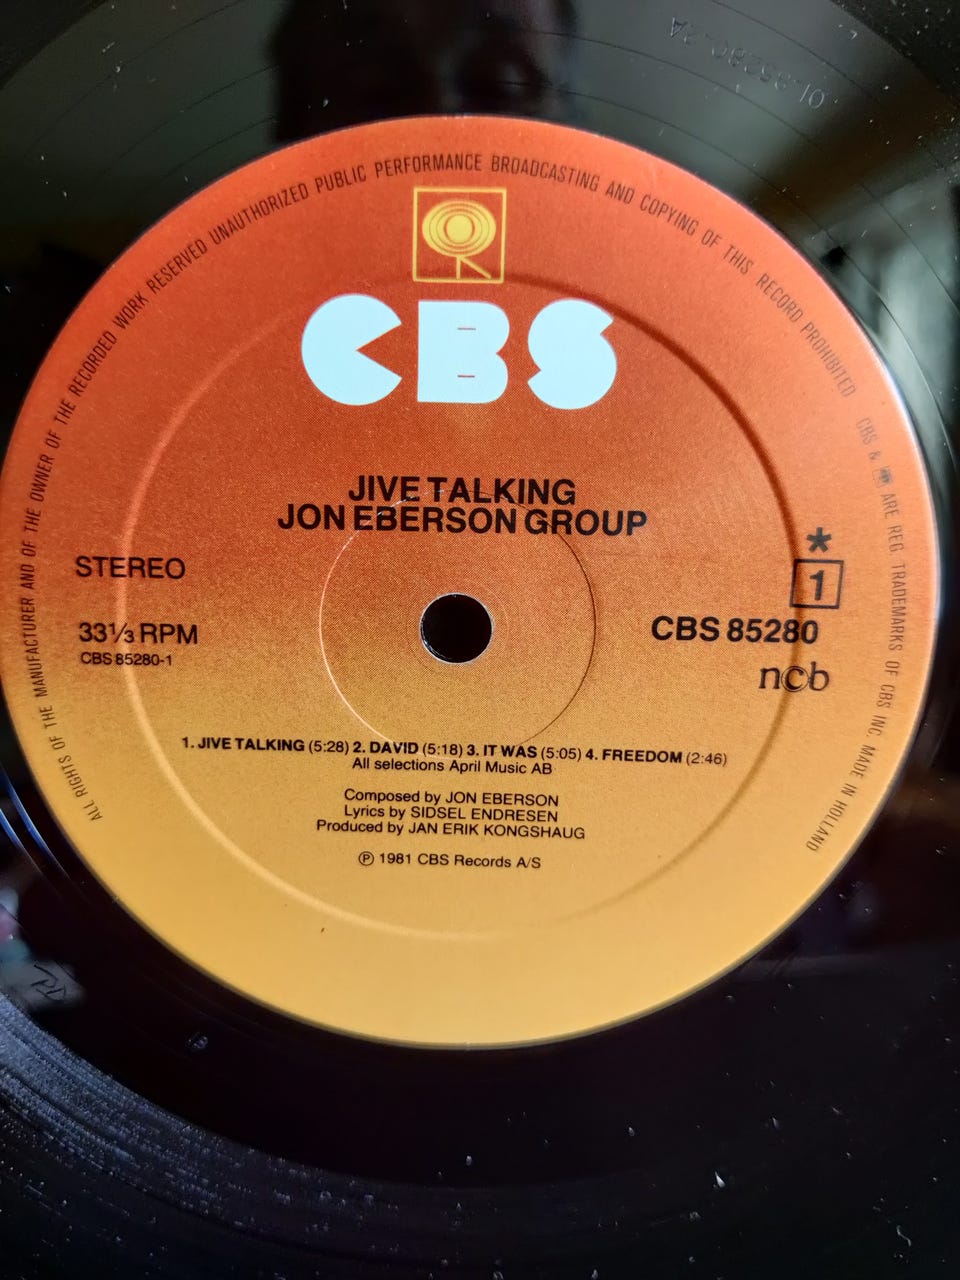 ALL RIGHTS OF THE MANUFACTURER AND OF THE OWNER OF THE RECORDED WORK RESERVED UNAUTHORIZED PUBLIC PERFORMANCE BROADCASTING AND COPYING OF THIS RECORD PROHIBITED CBS & ARE REG TRADEMARKS OF CBS INC MADE IN HOLLAND
CBS
JIVE TALKING
JON EBERSON GROUP
STEREO
*
1
33⅓ RPM
CBS 85280
CBS 85280-1
ncb
1. JIVE TALKING (5:28) 2. DAVID (5:18) 3. IT WAS (5:05) 4. FREEDOM (2:46)
All selections April Music AB
Composed by JON EBERSON
Lyrics by SIDSEL ENDRESEN
Produced by JAN ERIK KONGSHAUG
Ⓟ 1981 CBS Records A/S